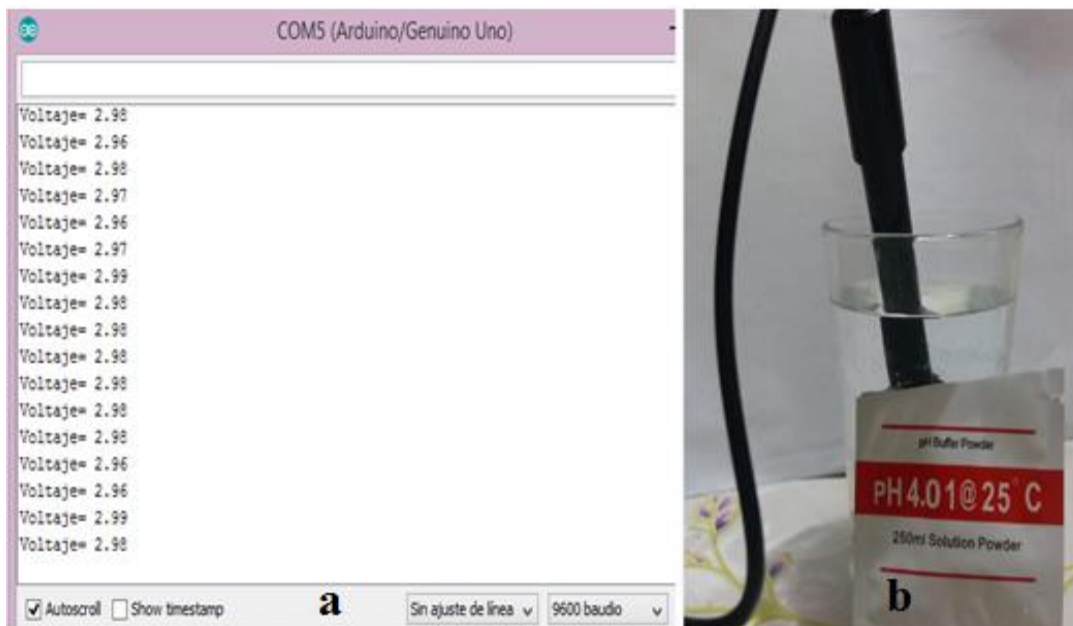 COM5 (Arduino/Genuino Uno)
Voltaje= 2.98
Voltaje= 2.96
Voltaje= 2.98
Voltaje= 2.97
Voltaje= 2.96
Voltaje= 2.97
Voltaje= 2.99
Voltaje= 2.98
Voltaje= 2.98
Voltaje= 2.98
Voltaje= 2.98
Voltaje= 2.98
Voltaje= 2.98
Voltaje= 2.96
Voltaje= 2.96
Voltaje= 2.99
Voltaje= 2.98
Autoscroll Show timestamp a Sin ajuste de línea 9600 baudio
pH Buffer Powder
PH 4.01@25°C
250ml Solution Powder
b